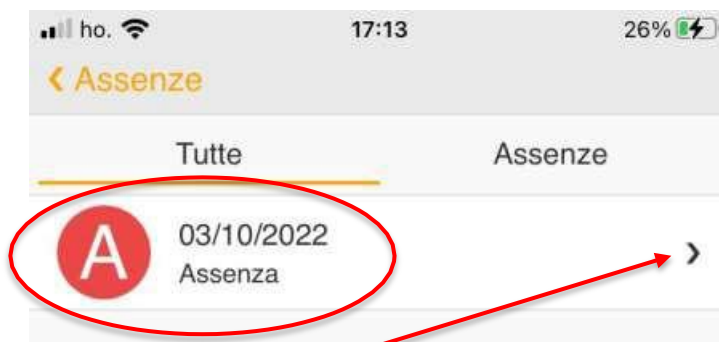 ho. 17:13 26%
Assenze
Tutte Assenze
A 03/10/2022
Assenza